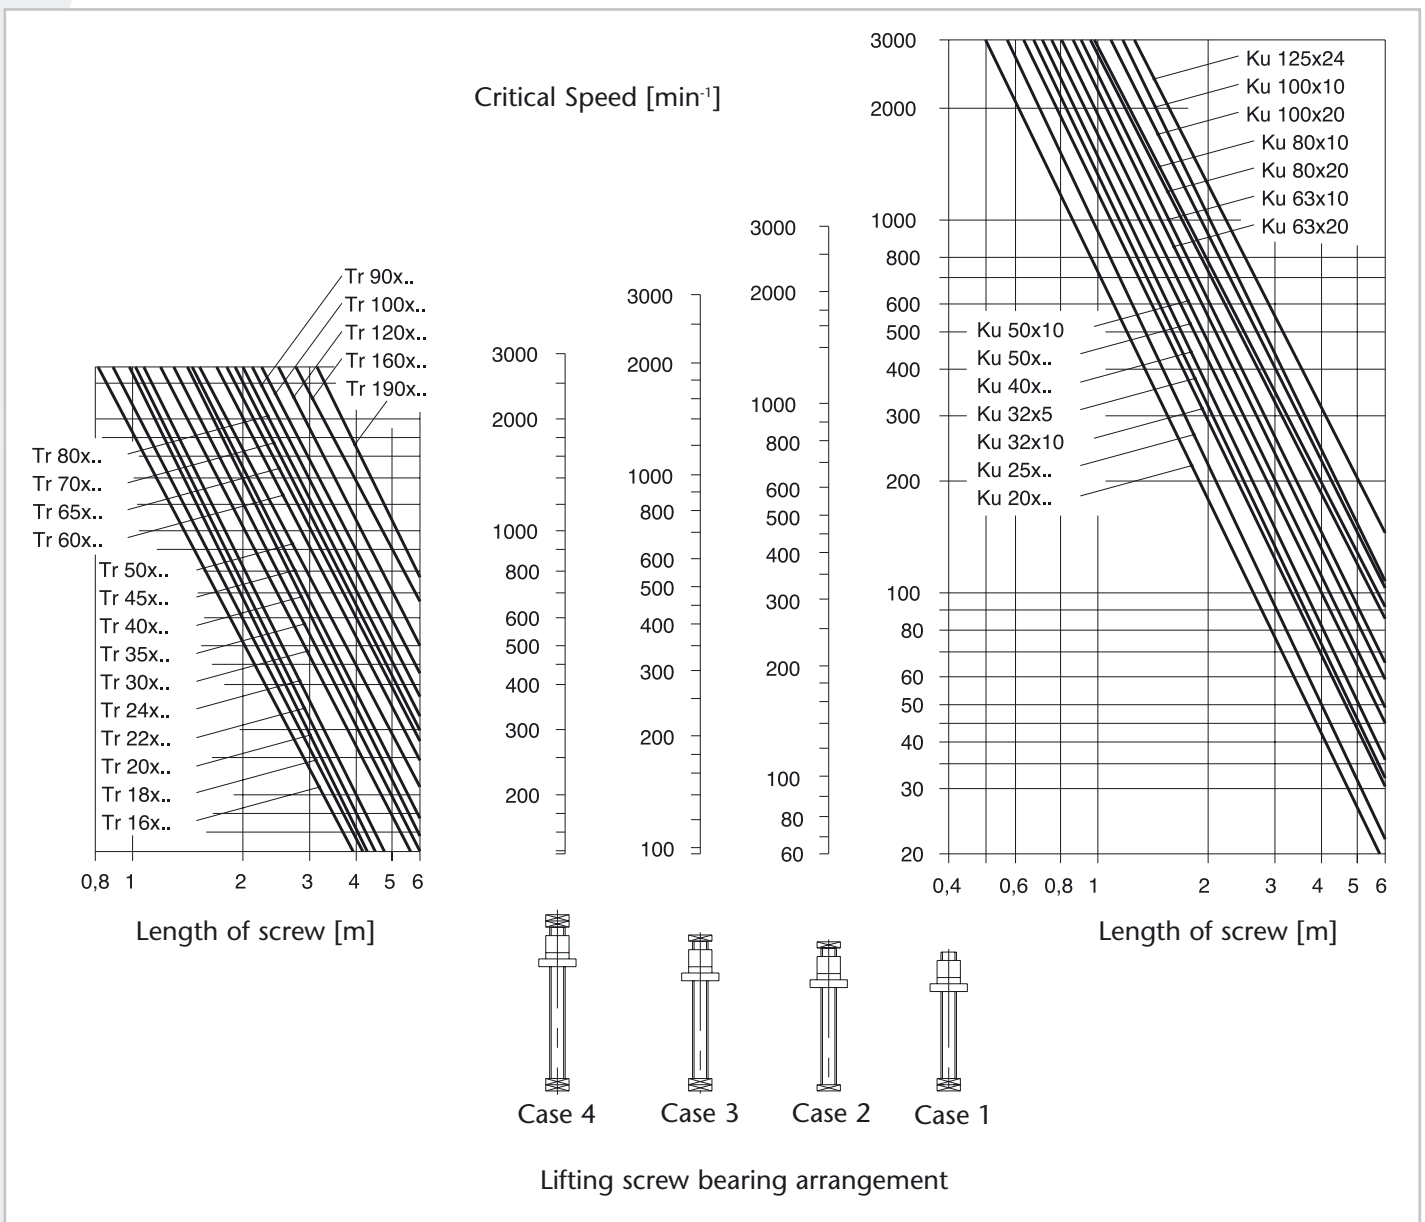 Critical Speed [min-1]
Tr 90x..
Tr 100x..
Tr 120x..
Tr 160x..
Tr 190x..
Tr 80x..
Tr 70x..
Tr 65x..
Tr 60x..
Tr 50x..
Tr 45x..
Tr 40x..
Tr 35x..
Tr 30x..
Tr 24x..
Tr 22x..
Tr 20x..
Tr 18x..
Tr 16x..
0,8 1 2 3 4 5 6
Length of screw [m]
3000
2000
1000
800
600
500
400
300
200
3000
2000
1000
800
600
500
400
300
200
100
3000
2000
1000
800
600
500
400
300
200
100
80
60
3000
2000
1000
800
600
500
400
300
200
100
80
60
50
40
30
20
Ku 125x24
Ku 100x10
Ku 100x20
Ku 80x10
Ku 80x20
Ku 63x10
Ku 63x20
Ku 50x10
Ku 50x..
Ku 40x..
Ku 32x5
Ku 32x10
Ku 25x..
Ku 20x..
0,4 0,6 0,8 1 2 3 4 5 6
Length of screw [m]
Case 4 Case 3 Case 2 Case 1
Lifting screw bearing arrangement